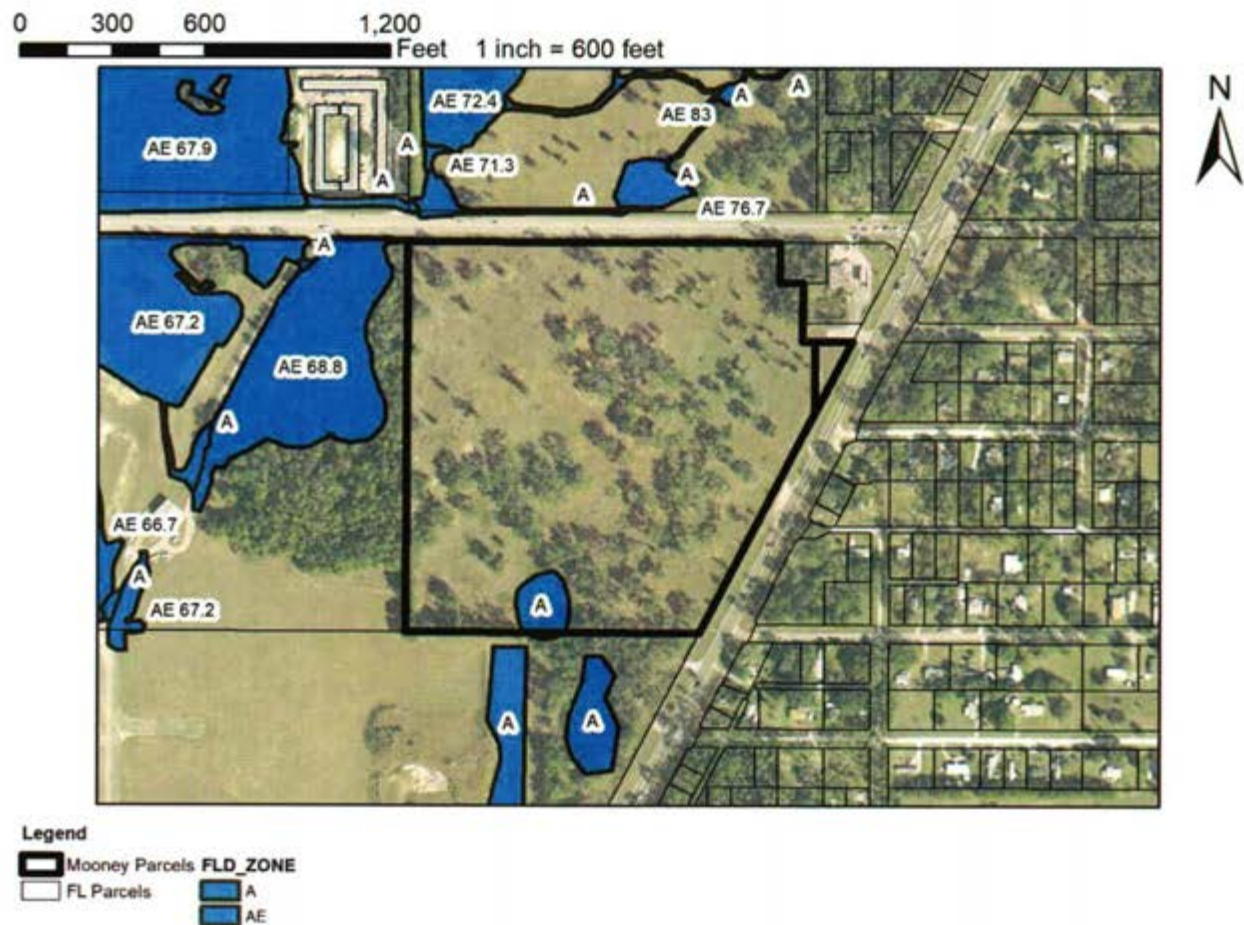 0 300 600 1,200
Feet 1 inch = 600 feet
N
AE 72.4
A
A
AE 83
AE 67.9
A
AE 71.3
A
A
A
AE 76.7
A
AE 67.2
AE 68.8
A
AE 66.7
A
AE 67.2
A
A
A
Legend
Mooney Parcels FLD_ZONE
FL Parcels A
AE